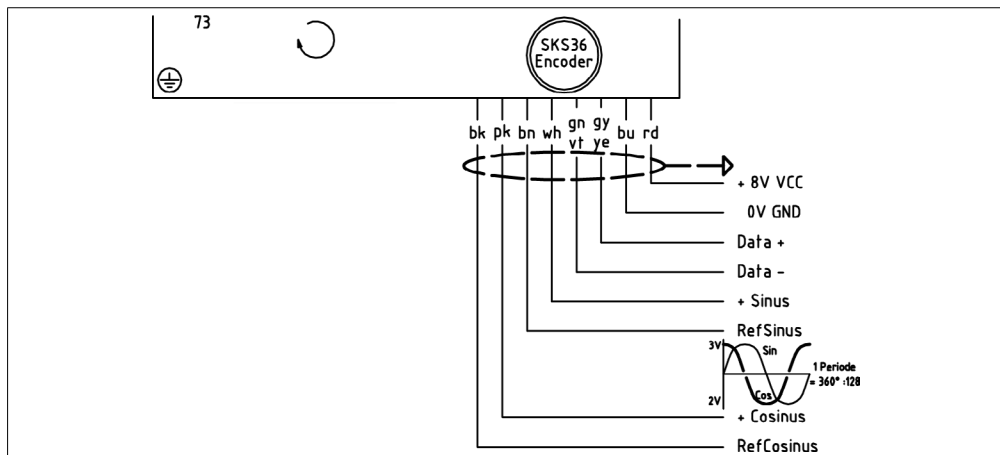 73
SKS36
Encoder
bk pk bn wh gn gy bu rd
vt ye
+ 8V VCC
0V GND
Data +
Data -
+ Sinus
RefSinus
3V
Sin
1 Periode
= 360° :128
Cos
2V
+ Cosinus
RefCosinus